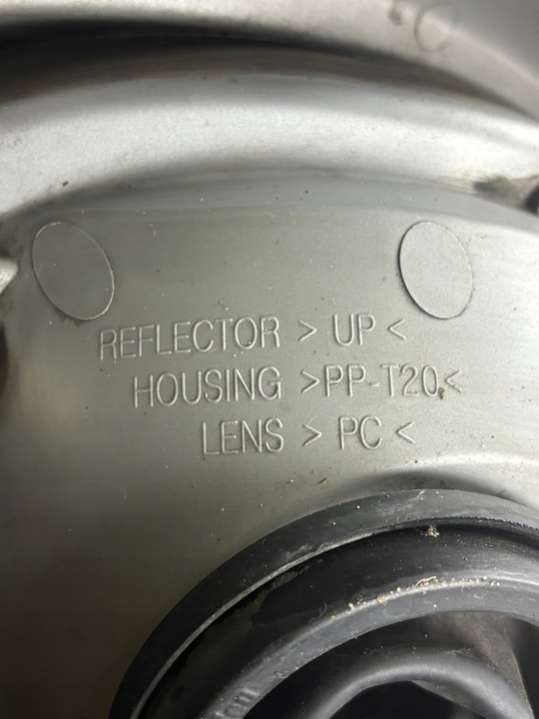 REFLECTOR > UP <
HOUSING >PP-T20<
LENS > PC <